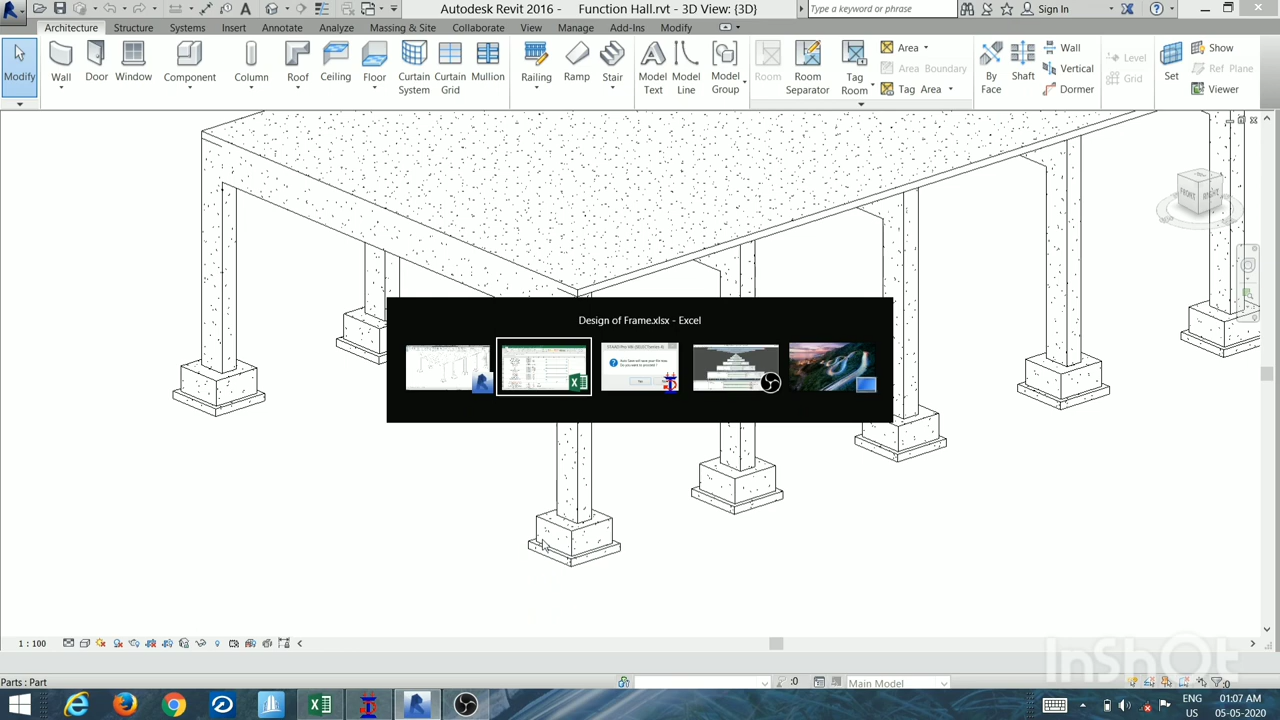 Autodesk Revit 2016 - Function Hall.rvt - 3D View: {3D}
Type a keyword or phrase
Sign In
Architecture Structure Systems Insert Annotate Analyze Massing & Site Collaborate View Manage Add-Ins Modify
Modify
Wall
Door
Window
Component
Column
Roof
Ceiling
Floor
Curtain System
Curtain Grid
Mullion
Railing
Ramp
Stair
Model Text
Model Line
Model Group
Room
Room Separator
Tag Room
Area
Area Boundary
Tag Area
By Face
Shaft
Wall
Vertical
Dormer
Level
Grid
Set
Show
Ref Plane
Viewer
FRONT
RIGHT
Design of Frame.xlsx - Excel
1 : 100
InShOt
Parts : Part
:0
Main Model
:0
ENG
US
01:07 AM
05-05-2020